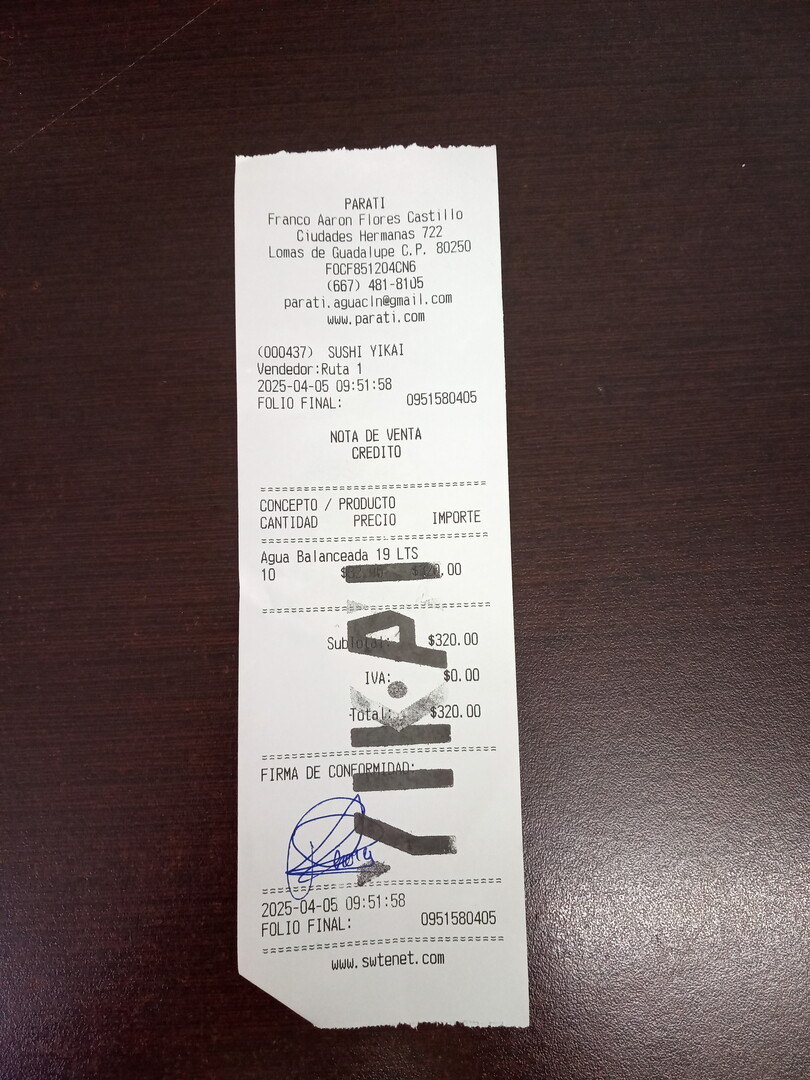 PARATI
Franco Aaron Flores Castillo
Ciudades Hermanas 722
Lomas de Guadalupe C.P. 80250
FOCF851204CN6
(667) 481-8105
parati.aguacln@gmail.com
www.parati.com
(000437) SUSHI YIKAI
Vendedor:Ruta 1
2025-04-05 09:51:58
FOLIO FINAL: 0951580405
NOTA DE VENTA
CREDITO
CONCEPTO / PRODUCTO
CANTIDAD PRECIO IMPORTE
Agua Balanceada 19 LTS
10
Subtotal: $320.00
IVA: $0.00
Total: $320.00
FIRMA DE CONFORMIDAD:
2025-04-05 09:51:58
FOLIO FINAL: 0951580405
www.swtenet.com